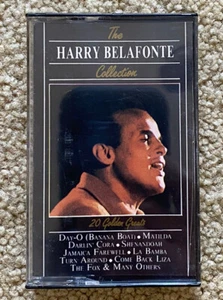 The
HARRY BELAFONTE
Collection
20 Golden Greats
DAY-O (BANANA BOAT) • MATILDA
DARLIN' CORA • SHENANDOAH
JAMAICA FAREWELL • LA BAMBA
TURN AROUND • COME BACK LIZA
THE FOX & MANY OTHERS